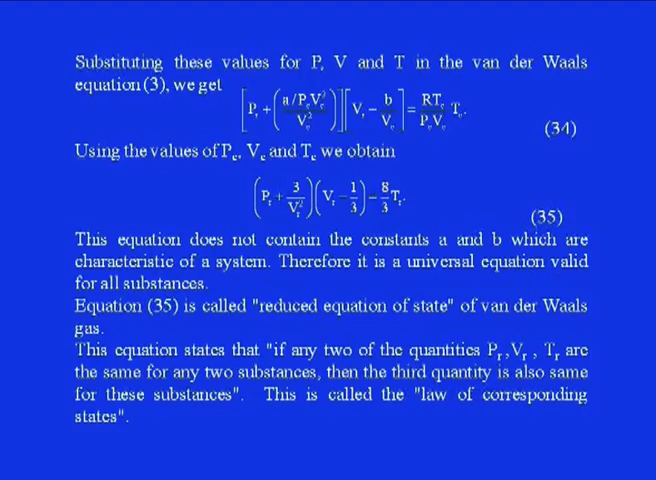 Substituting these values for P, V and T in the van der Waals
equation (3), we get
[P_r + (a/P_cV_c^2 / V_r^2)][V_r − b/V_c] = RT_c/P_cV_c T_r.
(34)
Using the values of P_c, V_c and T_c we obtain
(P_r + 3/V_r^2)(V_r − 1/3) = 8/3 T_r.
(35)
This equation does not contain the constants a and b which are
characteristic of a system. Therefore it is a universal equation valid
for all substances.
Equation (35) is called "reduced equation of state" of van der Waals
gas.
This equation states that "if any two of the quantities P_r ,V_r , T_r are
the same for any two substances, then the third quantity is also same
for these substances". This is called the "law of corresponding
states".